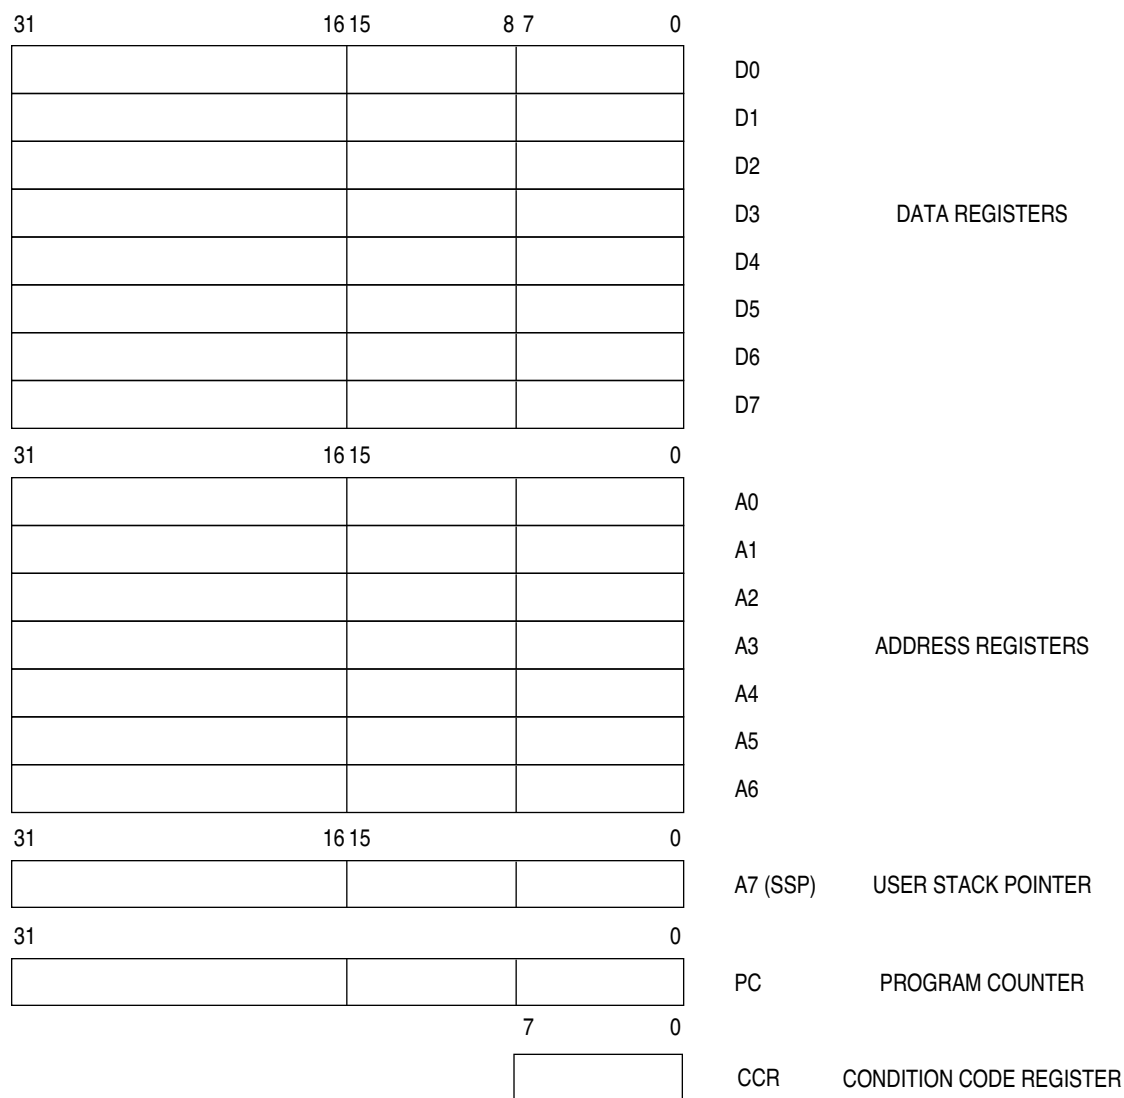 31 16 15 8 7 0
D0
D1
D2
D3 DATA REGISTERS
D4
D5
D6
D7
31 16 15 0
A0
A1
A2
A3 ADDRESS REGISTERS
A4
A5
A6
31 16 15 0
A7 (SSP) USER STACK POINTER
31 0
PC PROGRAM COUNTER
7 0
CCR CONDITION CODE REGISTER